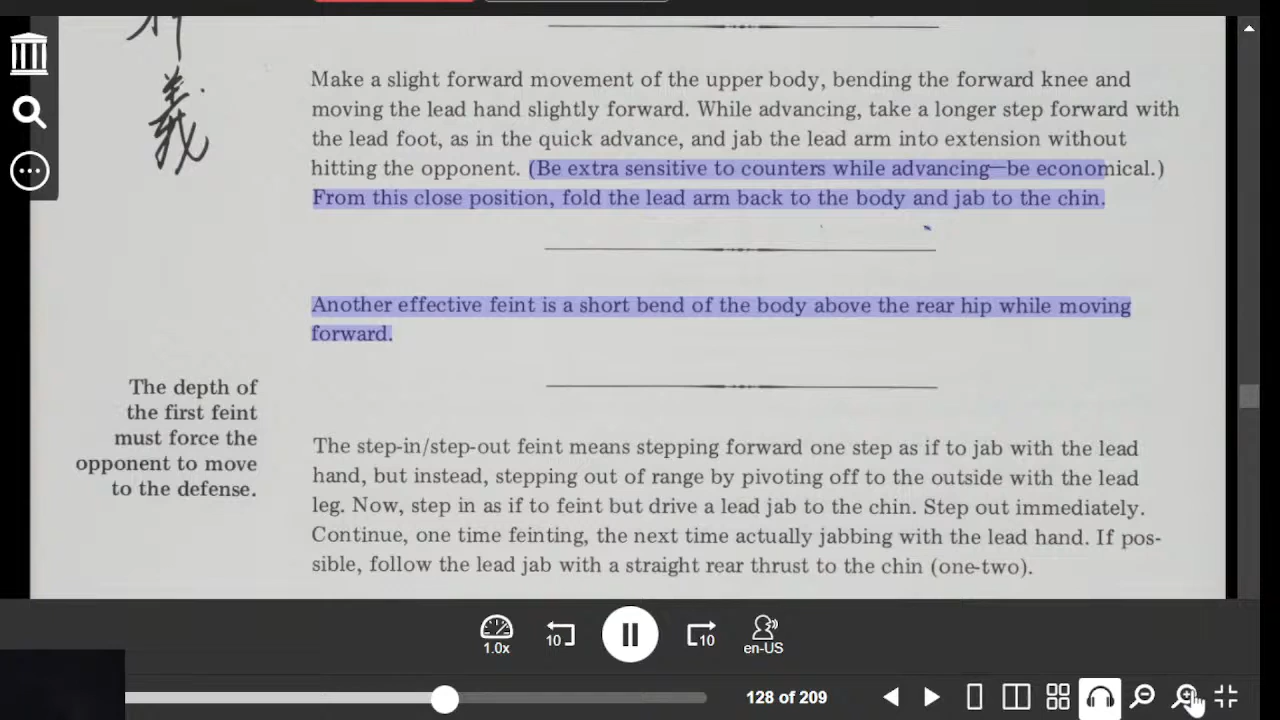 義
Make a slight forward movement of the upper body, bending the forward knee and
moving the lead hand slightly forward. While advancing, take a longer step forward with
the lead foot, as in the quick advance, and jab the lead arm into extension without
hitting the opponent. (Be extra sensitive to counters while advancing—be economical.)
From this close position, fold the lead arm back to the body and jab to the chin.
Another effective feint is a short bend of the body above the rear hip while moving
forward.
The depth of
the first feint
must force the
opponent to move
to the defense.
The step-in/step-out feint means stepping forward one step as if to jab with the lead
hand, but instead, stepping out of range by pivoting off to the outside with the lead
leg. Now, step in as if to feint but drive a lead jab to the chin. Step out immediately.
Continue, one time feinting, the next time actually jabbing with the lead hand. If pos-
sible, follow the lead jab with a straight rear thrust to the chin (one-two).
1.0x
10
10
en-US
128 of 209